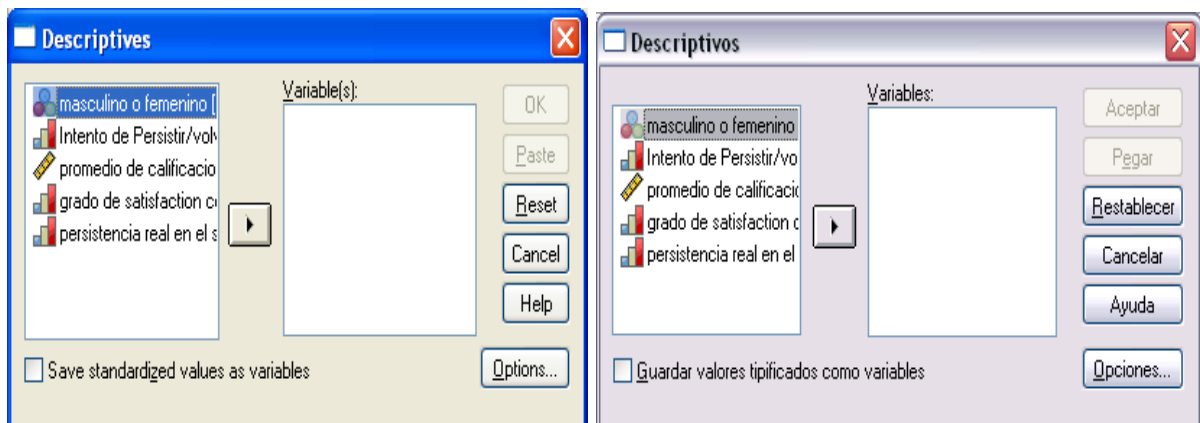 Descriptives
masculino o femenino [
Intento de Persistir/volv
promedio de calificacio
grado de satisfaction co
persistencia real en el s
Variable(s):
OK
Paste
Reset
Cancel
Help
Save standardized values as variables
Options...
Descriptivos
masculino o femenino
Intento de Persistir/vo
promedio de calificacic
grado de satisfaction c
persistencia real en el
Variables:
Aceptar
Pegar
Restablecer
Cancelar
Ayuda
Guardar valores tipificados como variables
Opciones...